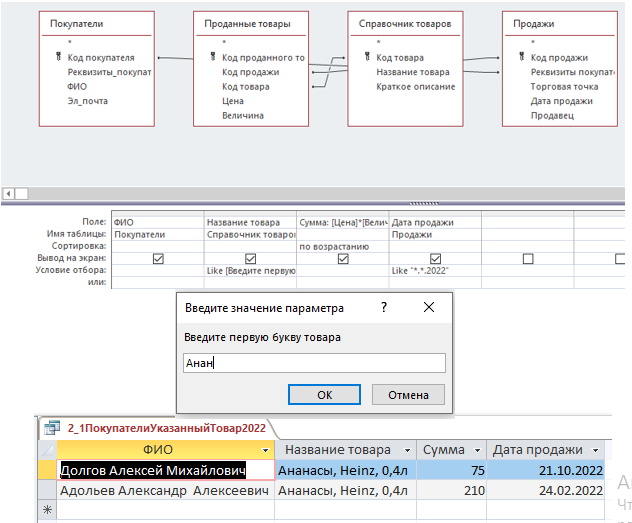 Покупатели Проданные товары Справочник товаров Продажи
* * * *
Код покупателя Код проданного то Код товара Код продажи
Реквизиты_покупат Код продажи Название товара Реквизиты покупат
ФИО Код товара Краткое описание Торговая точка
Эл_почта Цена Дата продажи
Величина Продавец
Поле: ФИО Название товара Сумма: [Цена]*[Велич Дата продажи
Имя таблицы: Покупатели Справочник товаров Продажи
Сортировка: по возрастанию
Вывод на экран:
Условие отбора: Like [Введите первую Like "*.*.2022"
или:
Введите значение параметра ?
Введите первую букву товара
Анан
OK Отмена
2_1ПокупателиУказанныйТовар2022
ФИО Название товара Сумма Дата продажи
Долгов Алексей Михайлович Ананасы, Heinz, 0,4л 75 21.10.2022
Адольев Александр Алексеевич Ананасы, Heinz, 0,4л 210 24.02.2022
*